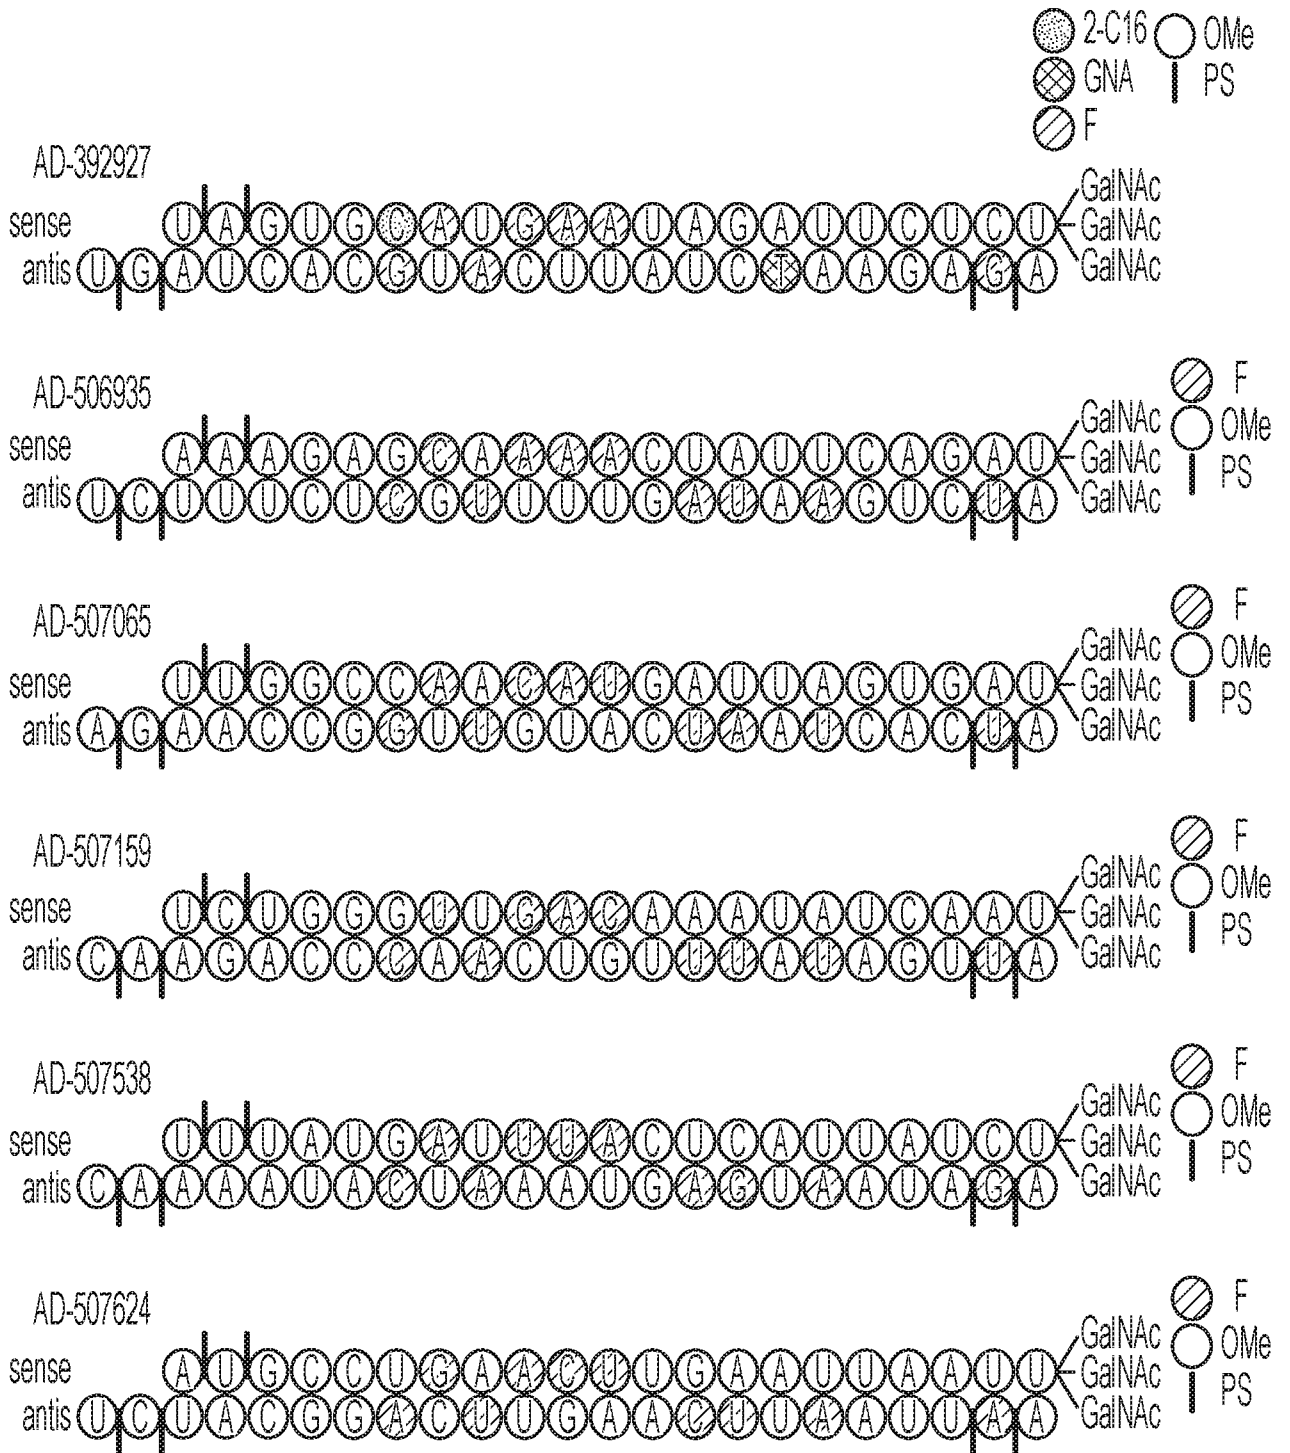 2-C16 OMe
GNA PS
F
AD-392927
GalNAc
sense U A G U G C A U G A A U A G A U U C U C U GalNAc
antis U G A U C A C G U A C U U A U C T A A G A G A GalNAc
F
AD-506935
GalNAc OMe
sense A A A G A G C A A A A C U A U U C A G A U GalNAc
PS
antis U C U U U C U C G U U U U G A U A A G U C U A GalNAc
F
AD-507065
GalNAc OMe
sense U U G G C C A A C A U G A U U A G U G A U GalNAc
PS
antis A G A A C C G G U U G U A C U A A U C A C U A GalNAc
F
AD-507159
GalNAc OMe
sense U C U G G G U U G A C A A A U A U C A A U GalNAc
PS
antis C A A G A C C C A A C U G U U U A U A G U U A GalNAc
F
AD-507538
GalNAc OMe
sense U U U A U G A U U U A C U C A U U A U C U GalNAc
PS
antis C A A A A U A C U A A A U G A G U A A U A G A GalNAc
F
AD-507624
GalNAc OMe
sense A U G C C U G A A C U U G A A U U A A U U GalNAc
PS
antis U C U A C G G A C U U G A A C U U A A U U A A GalNAc